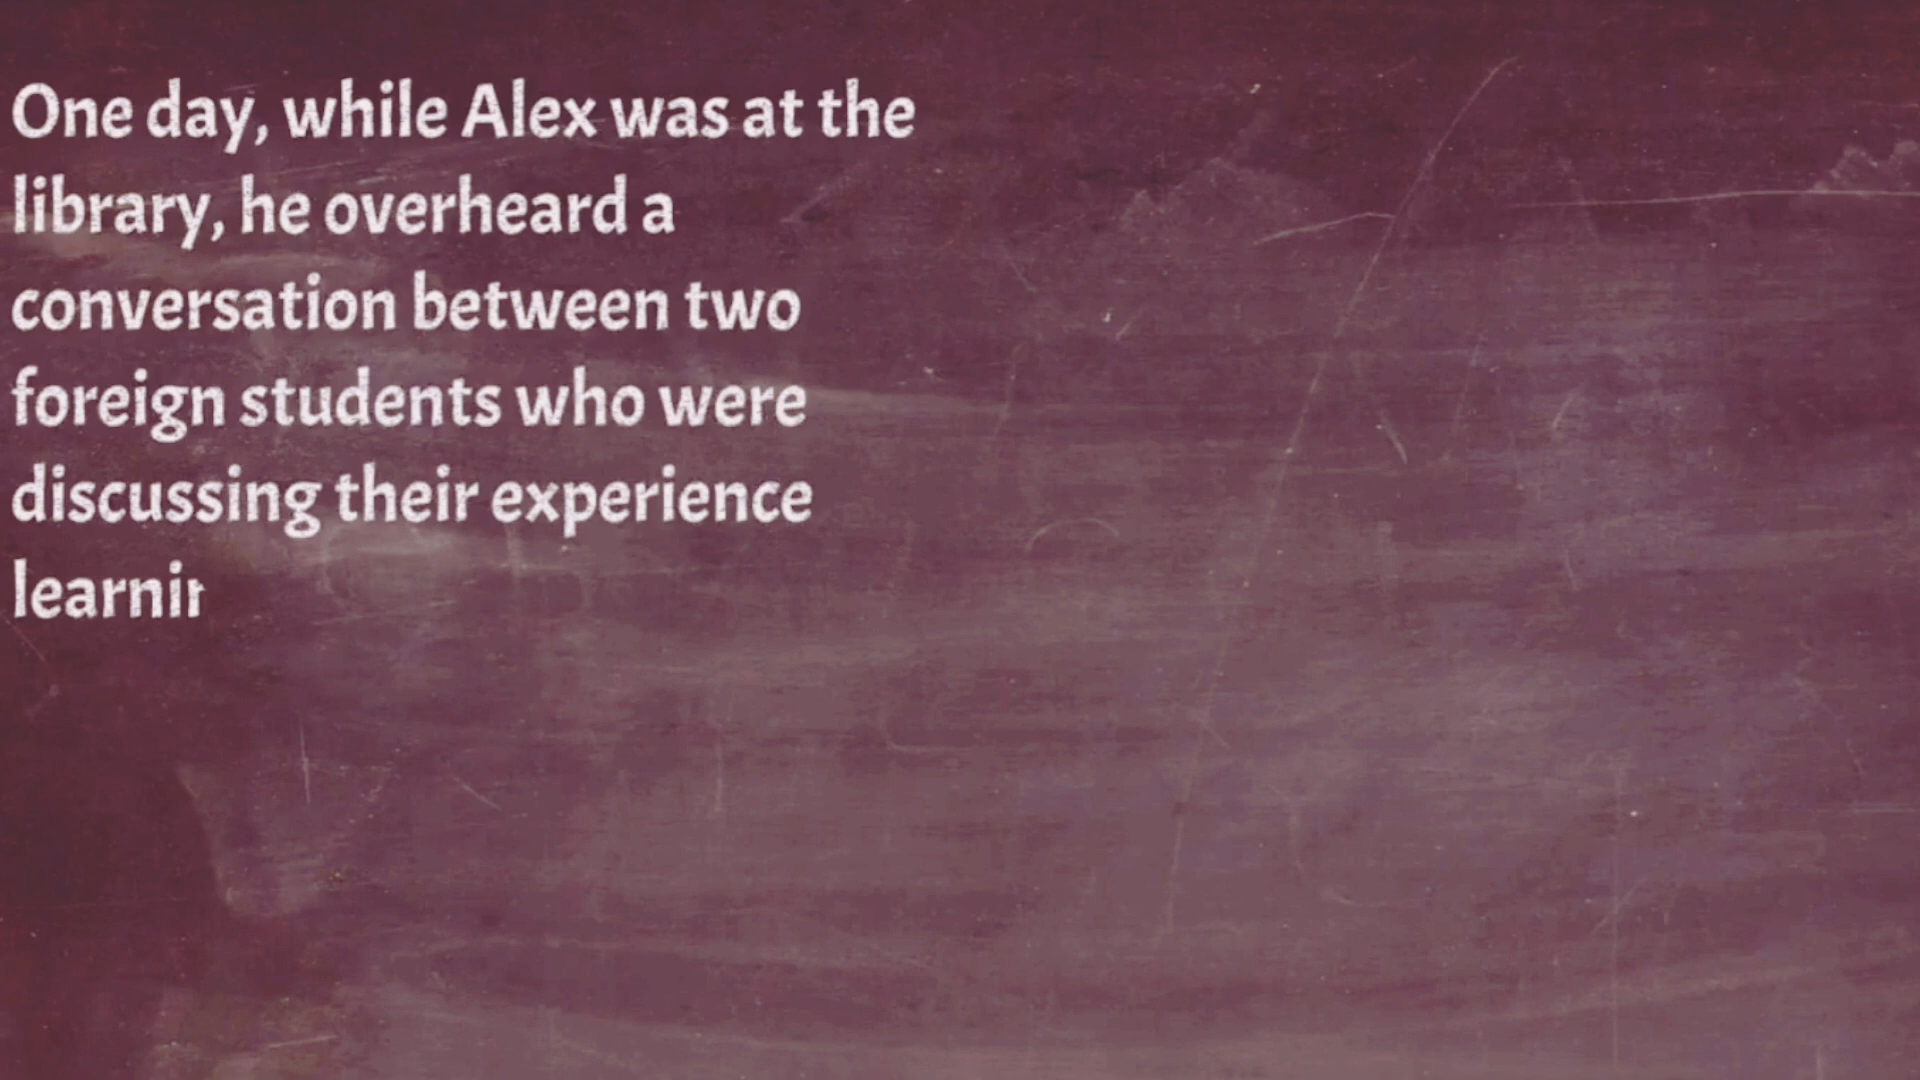 One day, while Alex was at the
library, he overheard a
conversation between two
foreign students who were
discussing their experience